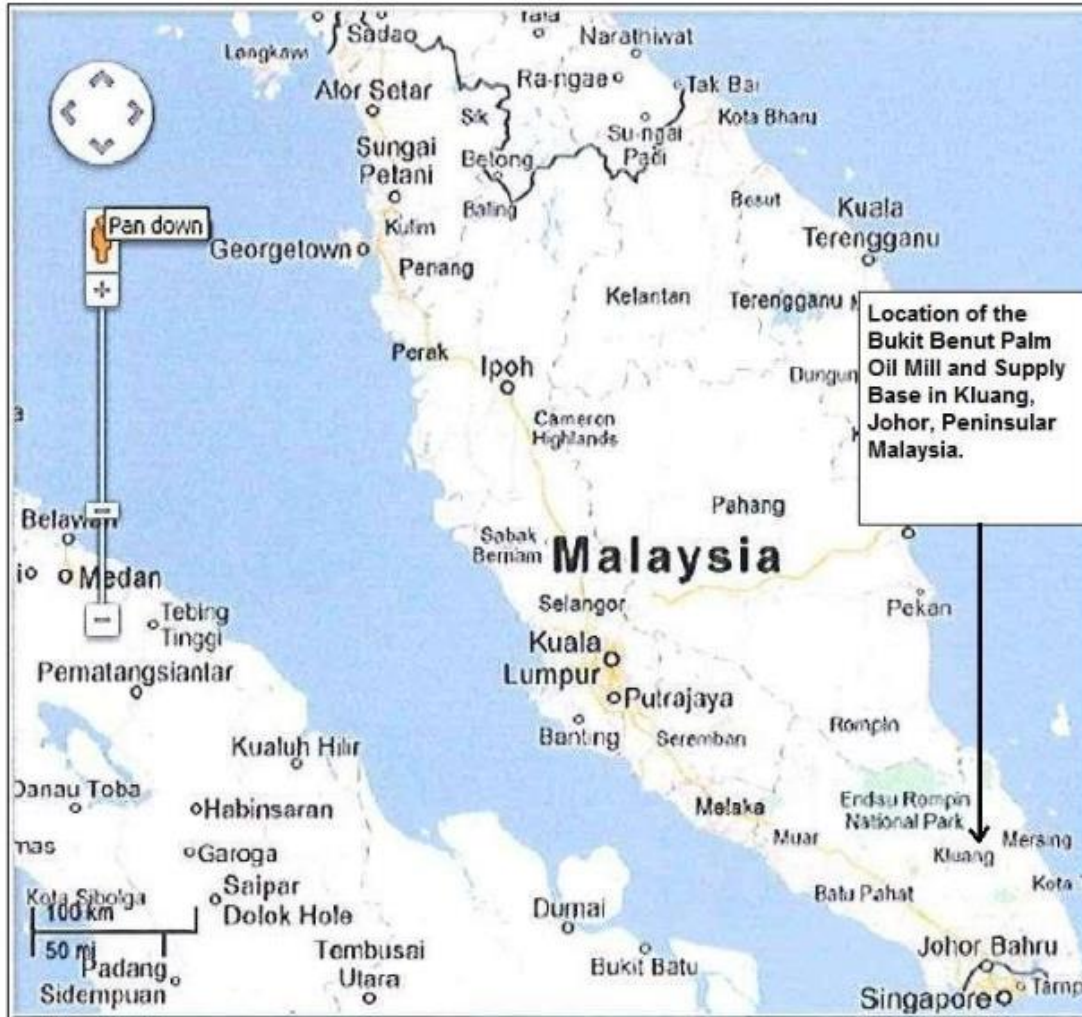 Yala
Sadao
Narathiwat
Langkawi
Ra-ngae
Tak Bai
Alor Setar
Sik
Kota Bharu
Su-ngai
Padi
Sungai
Petani
Betong
Baling
Besut
Kulim
Kuala
Terengganu
Pan down
Georgetown
Penang
Kelantan
Terengganu
Location of the
Bukit Benut Palm
Oil Mill and Supply
Base in Kluang,
Johor, Peninsular
Malaysia.
Perak
Ipoh
Dungun
Cameron
Highlands
Pahang
Belawan
Sabak
Bernam
Malaysia
Medan
Selangor
Pekan
Tebing
Tinggi
Kuala
Lumpur
Pematangsiantar
Putrajaya
Banting
Seremban
Rompin
Kualuh Hilir
Danau Toba
Habinsaran
Melaka
Endau Rompin
National Park
Muar
Mersing
mas
Garoga
Kluang
Kota Sibolga
Saipar
Dolok Hole
Batu Pahat
Kota
100 km
50 mi
Dumai
Padang
Sidempuan
Tembusai
Utara
Bukit Batu
Johor Bahru
Singapore
Tamp